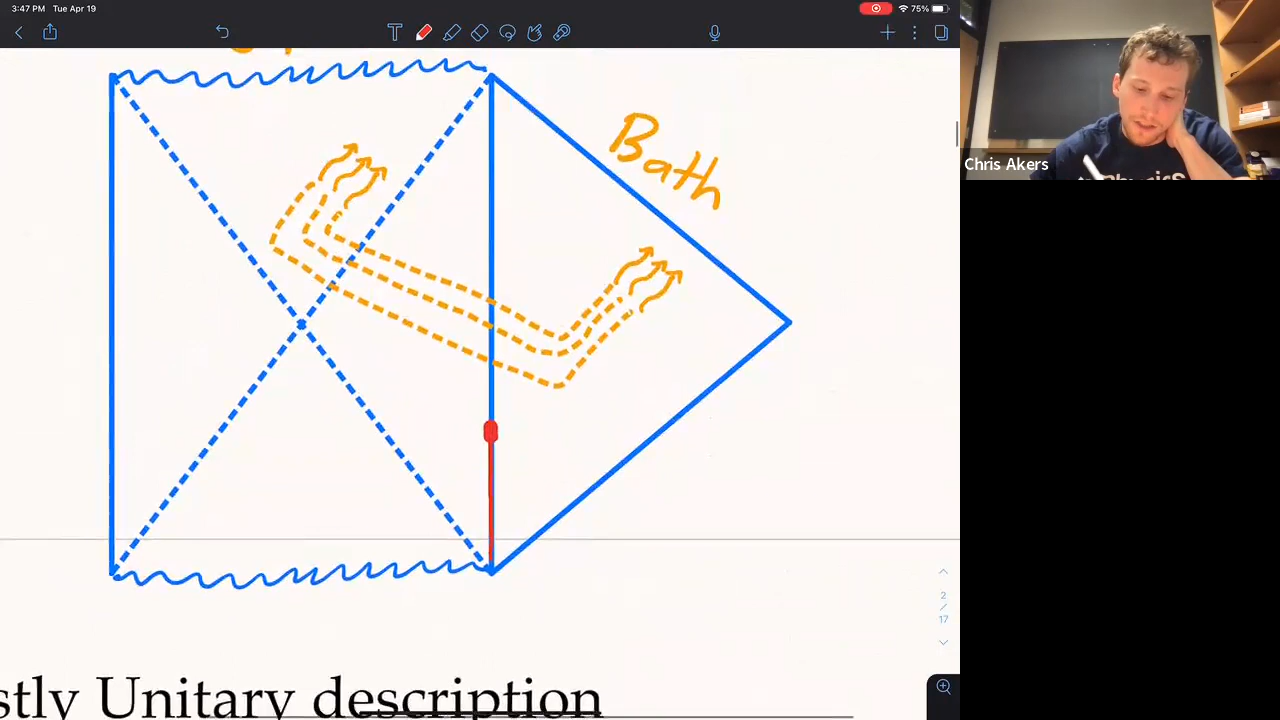 3:47 PM Tue Apr 19
75%
Bath
Chris Akers
2
/
17
stly Unitary description